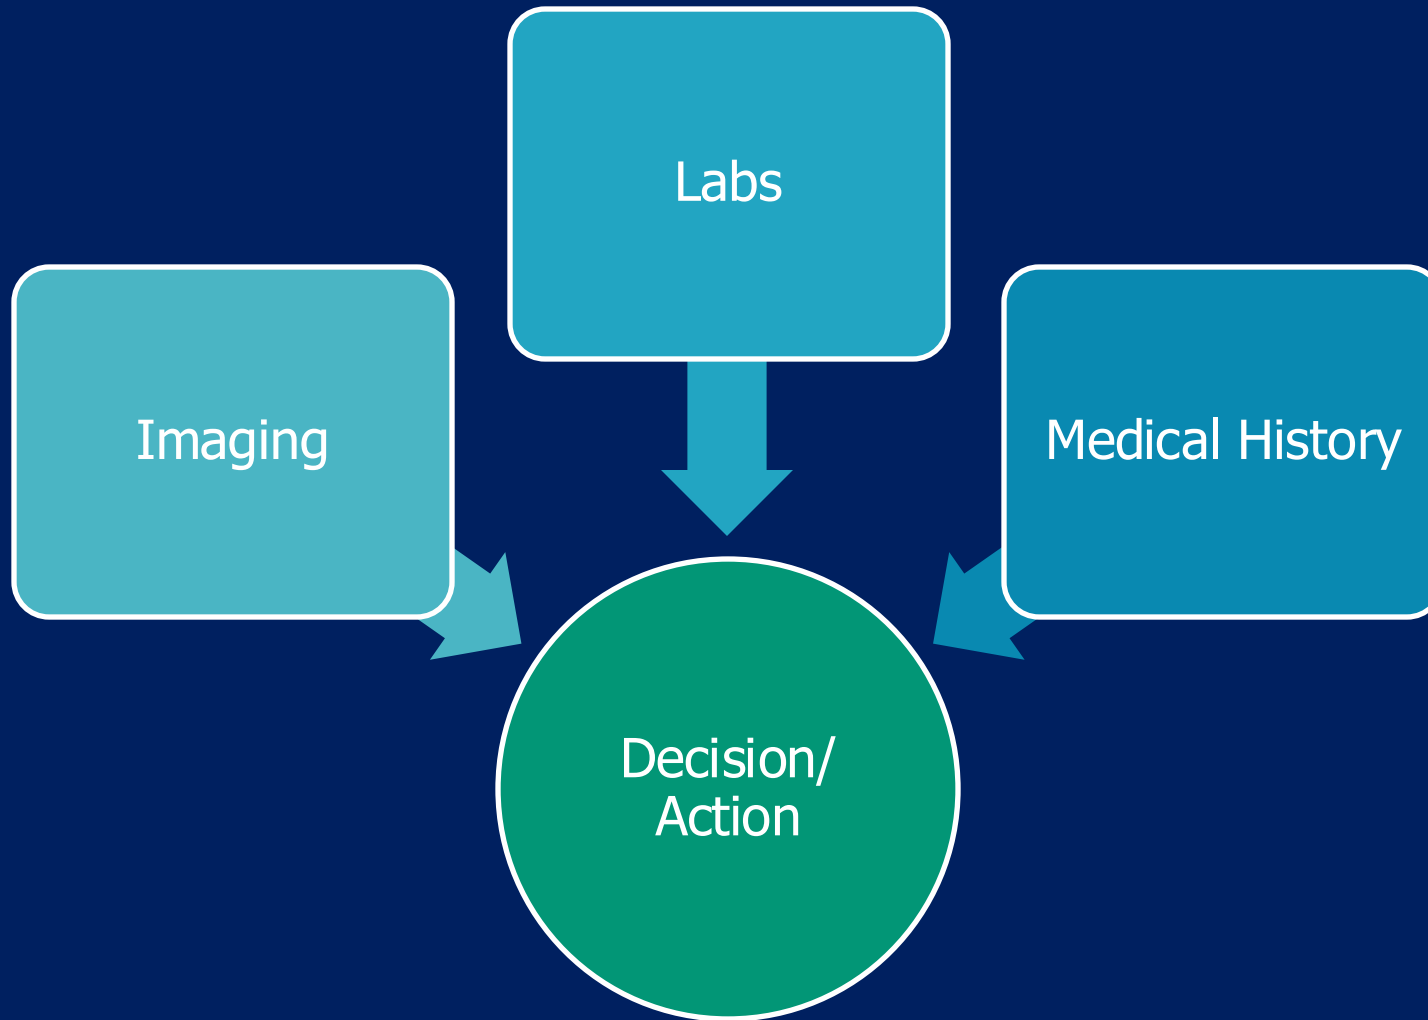 Labs
Imaging
Medical History
Decision/
Action